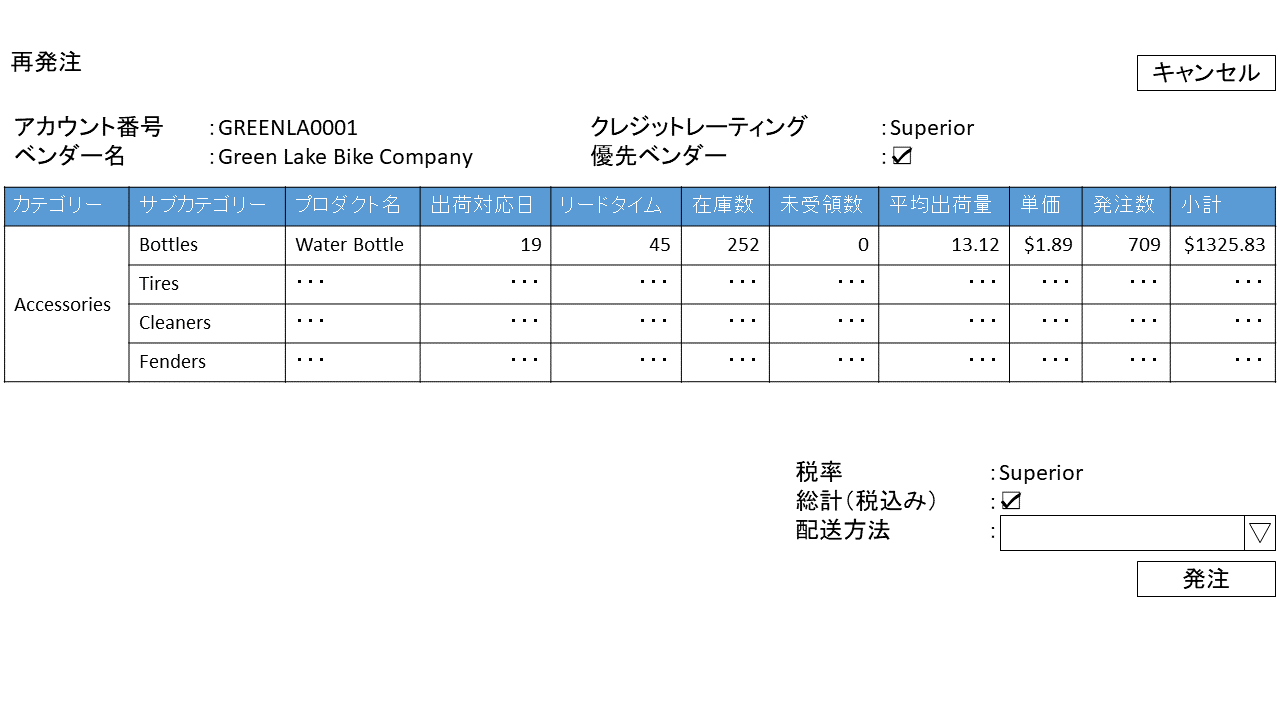 再発注
キャンセル
アカウント番号 :GREENLA0001 クレジットレーティング :Superior
ベンダー名 :Green Lake Bike Company 優先ベンダー :☑
カテゴリー サブカテゴリー プロダクト名 出荷対応日 リードタイム 在庫数 未受領数 平均出荷量 単価 発注数 小計
Accessories Bottles Water Bottle 19 45 252 0 13.12 $1.89 709 $1325.83
Tires ・・・ ・・・ ・・・ ・・・ ・・・ ・・・ ・・・ ・・・ ・・・
Cleaners ・・・ ・・・ ・・・ ・・・ ・・・ ・・・ ・・・ ・・・ ・・・
Fenders ・・・ ・・・ ・・・ ・・・ ・・・ ・・・ ・・・ ・・・ ・・・
税率 :Superior
総計(税込み) :☑
配送方法 : ▽
発注